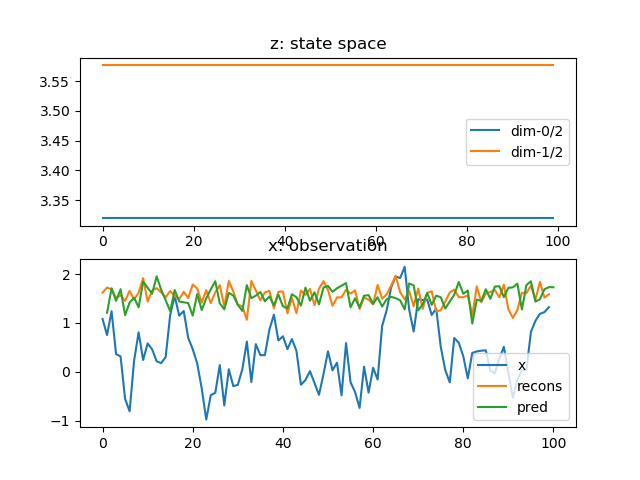 z: state space
3.55
3.50
3.45
3.40
3.35
dim-0/2
dim-1/2
0 20 40 60 80 100
x: observation
2
1
0
−1
x
recons
pred
0 20 40 60 80 100